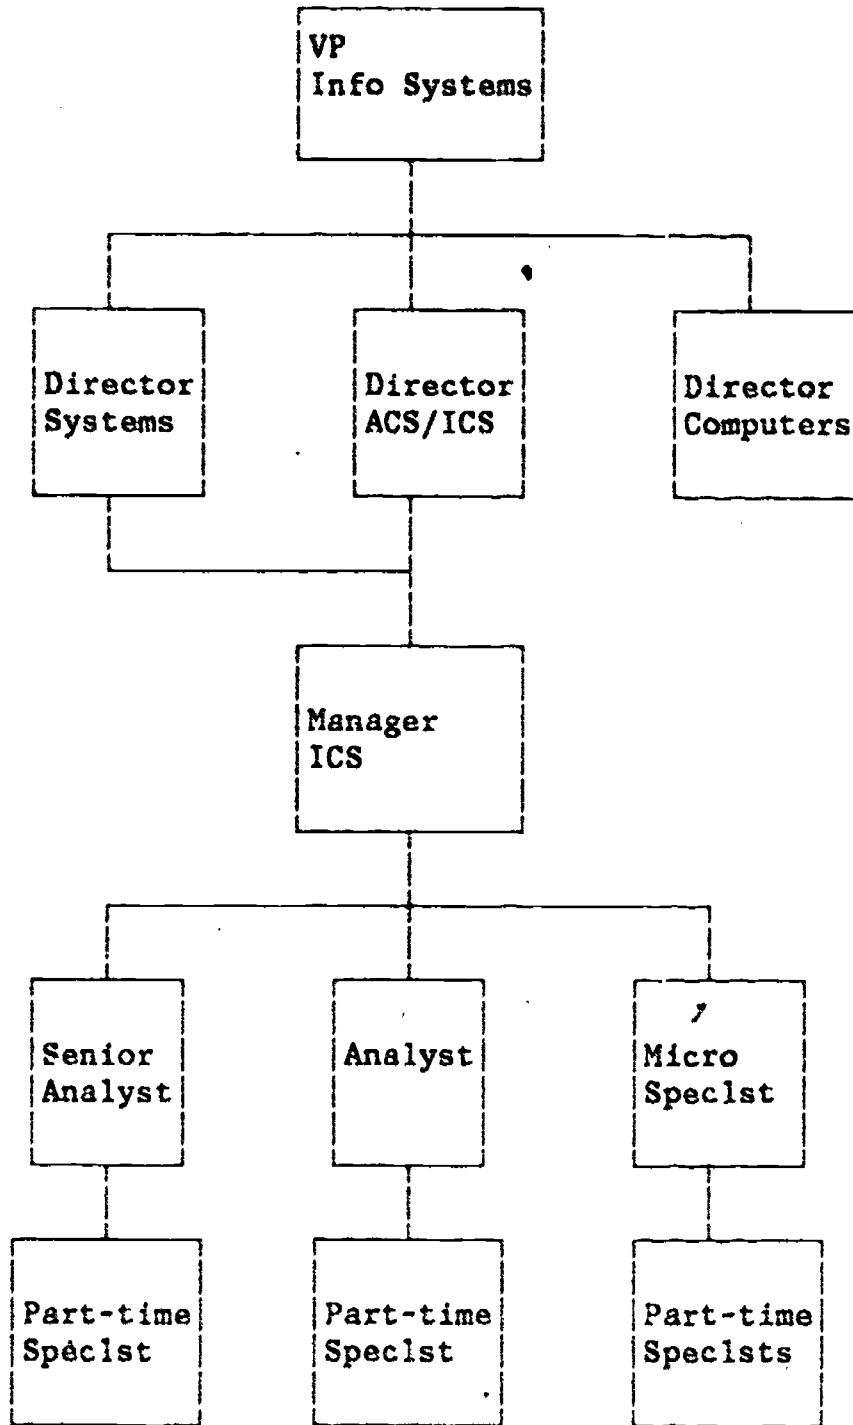 VP
Info Systems
Director
Systems
Director
ACS/ICS
Director
Computers
Manager
ICS
Senior
Analyst
Analyst
Micro
Speclst
Part-time
Speclst
Part-time
Speclst
Part-time
Speclsts